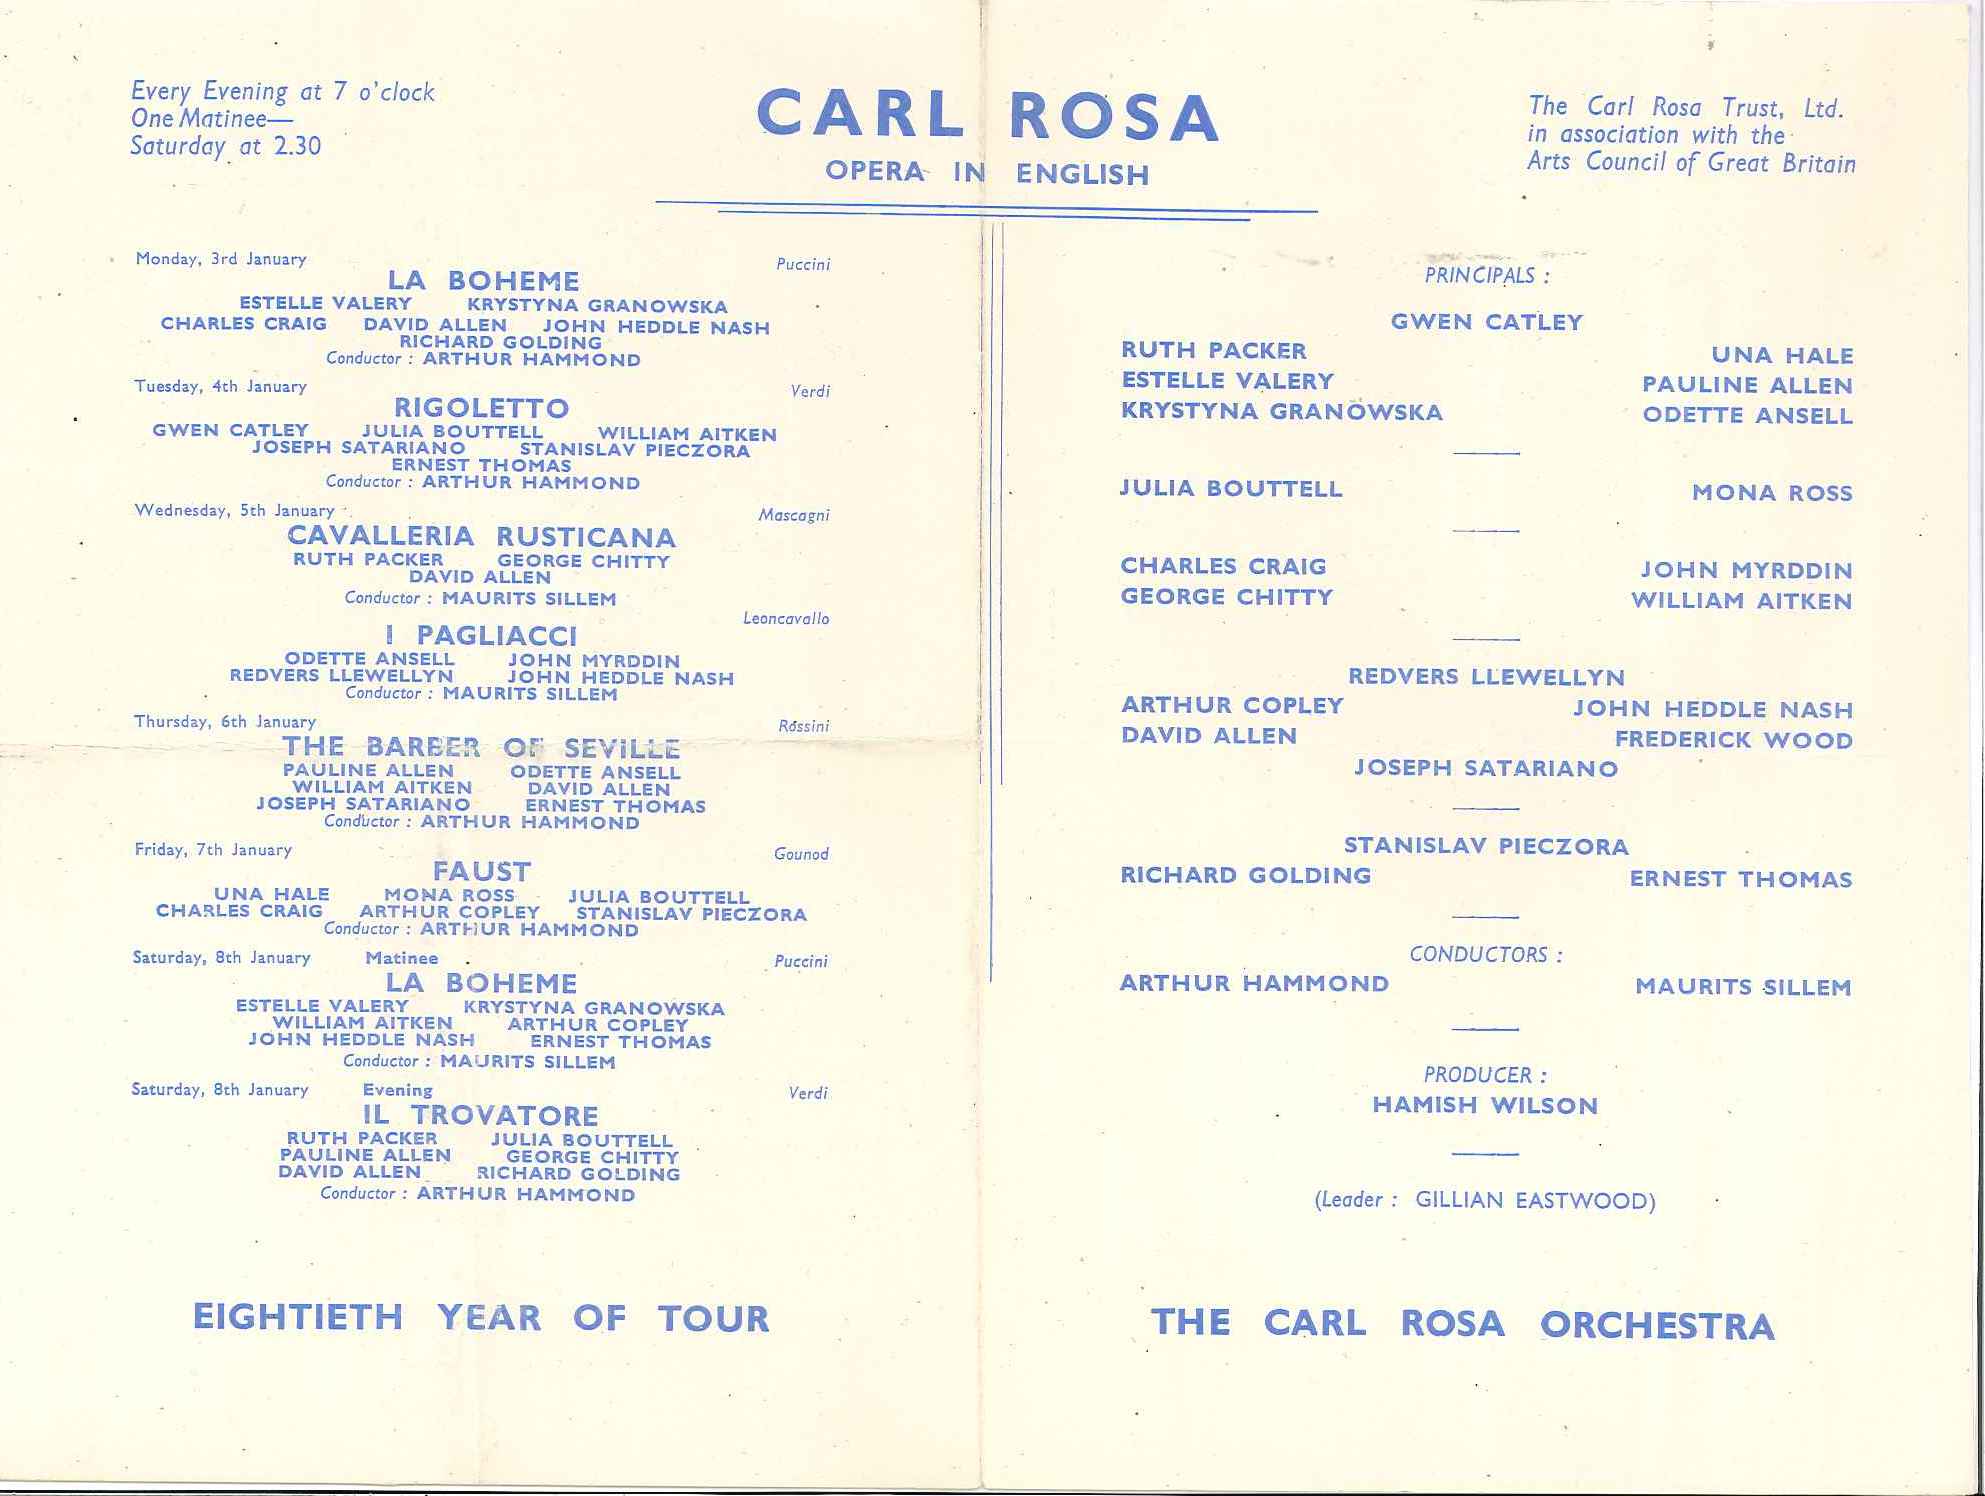 Every Evening at 7 o'clock
One Matinee—
Saturday at 2.30
CARL ROSA
OPERA IN ENGLISH
The Carl Rosa Trust, Ltd.
in association with the
Arts Council of Great Britain
Monday, 3rd January Puccini
LA BOHEME
ESTELLE VALERY KRYSTYNA GRANOWSKA
CHARLES CRAIG DAVID ALLEN JOHN HEDDLE NASH
RICHARD GOLDING
Conductor : ARTHUR HAMMOND
Tuesday, 4th January Verdi
RIGOLETTO
GWEN CATLEY JULIA BOUTTELL WILLIAM AITKEN
JOSEPH SATARIANO STANISLAV PIECZORA
ERNEST THOMAS
Conductor : ARTHUR HAMMOND
Wednesday, 5th January Mascagni
CAVALLERIA RUSTICANA
RUTH PACKER GEORGE CHITTY
DAVID ALLEN
Conductor : MAURITS SILLEM
Leoncavallo
I PAGLIACCI
ODETTE ANSELL JOHN MYRDDIN
REDVERS LLEWELLYN JOHN HEDDLE NASH
Conductor : MAURITS SILLEM
Thursday, 6th January Rossini
THE BARBER OF SEVILLE
PAULINE ALLEN ODETTE ANSELL
WILLIAM AITKEN DAVID ALLEN
JOSEPH SATARIANO ERNEST THOMAS
Conductor : ARTHUR HAMMOND
Friday, 7th January Gounod
FAUST
UNA HALE MONA ROSS JULIA BOUTTELL
CHARLES CRAIG ARTHUR COPLEY STANISLAV PIECZORA
Conductor : ARTHUR HAMMOND
Saturday, 8th January Matinee Puccini
LA BOHEME
ESTELLE VALERY KRYSTYNA GRANOWSKA
WILLIAM AITKEN ARTHUR COPLEY
JOHN HEDDLE NASH ERNEST THOMAS
Conductor : MAURITS SILLEM
Saturday, 8th January Evening Verdi
IL TROVATORE
RUTH PACKER JULIA BOUTTELL
PAULINE ALLEN GEORGE CHITTY
DAVID ALLEN RICHARD GOLDING
Conductor : ARTHUR HAMMOND
EIGHTIETH YEAR OF TOUR
PRINCIPALS :
GWEN CATLEY
RUTH PACKER UNA HALE
ESTELLE VALERY PAULINE ALLEN
KRYSTYNA GRANOWSKA ODETTE ANSELL
JULIA BOUTTELL MONA ROSS
CHARLES CRAIG JOHN MYRDDIN
GEORGE CHITTY WILLIAM AITKEN
REDVERS LLEWELLYN
ARTHUR COPLEY JOHN HEDDLE NASH
DAVID ALLEN FREDERICK WOOD
JOSEPH SATARIANO
STANISLAV PIECZORA
RICHARD GOLDING ERNEST THOMAS
CONDUCTORS :
ARTHUR HAMMOND MAURITS SILLEM
PRODUCER :
HAMISH WILSON
(Leader : GILLIAN EASTWOOD)
THE CARL ROSA ORCHESTRA